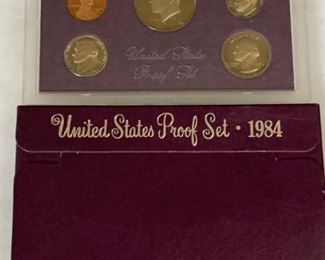 United States
Proof Set
United States Proof Set · 1984